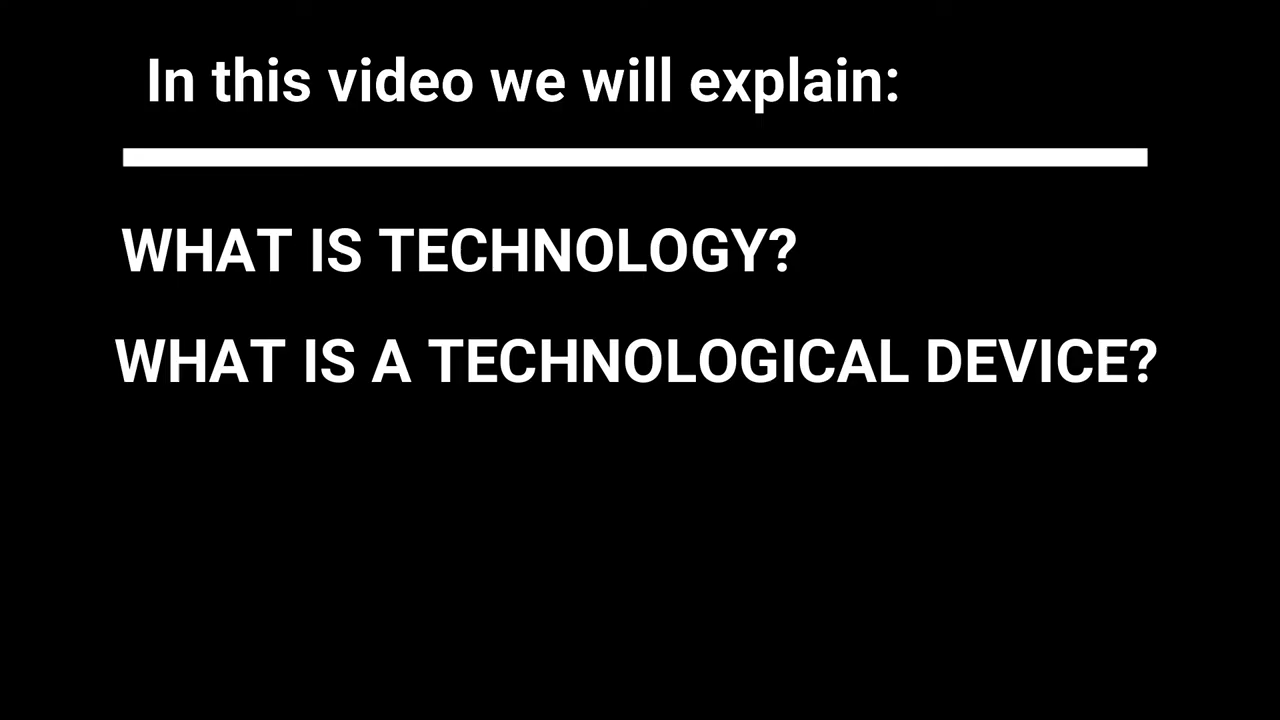 In this video we will explain:
WHAT IS TECHNOLOGY?
WHAT IS A TECHNOLOGICAL DEVICE?